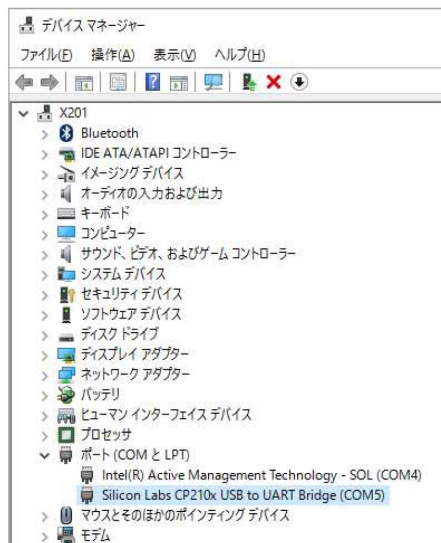 デバイス マネージャー
ファイル(F) 操作(A) 表示(V) ヘルプ(H)
X201
Bluetooth
IDE ATA/ATAPI コントローラー
イメージング デバイス
オーディオの入力および出力
キーボード
コンピューター
サウンド、ビデオ、およびゲーム コントローラー
システム デバイス
セキュリティ デバイス
ソフトウェア デバイス
ディスク ドライブ
ディスプレイ アダプター
ネットワーク アダプター
バッテリ
ヒューマン インターフェイス デバイス
プロセッサ
ポート (COM と LPT)
Intel(R) Active Management Technology - SOL (COM4)
Silicon Labs CP210x USB to UART Bridge (COM5)
マウスとそのほかのポインティング デバイス
モデム